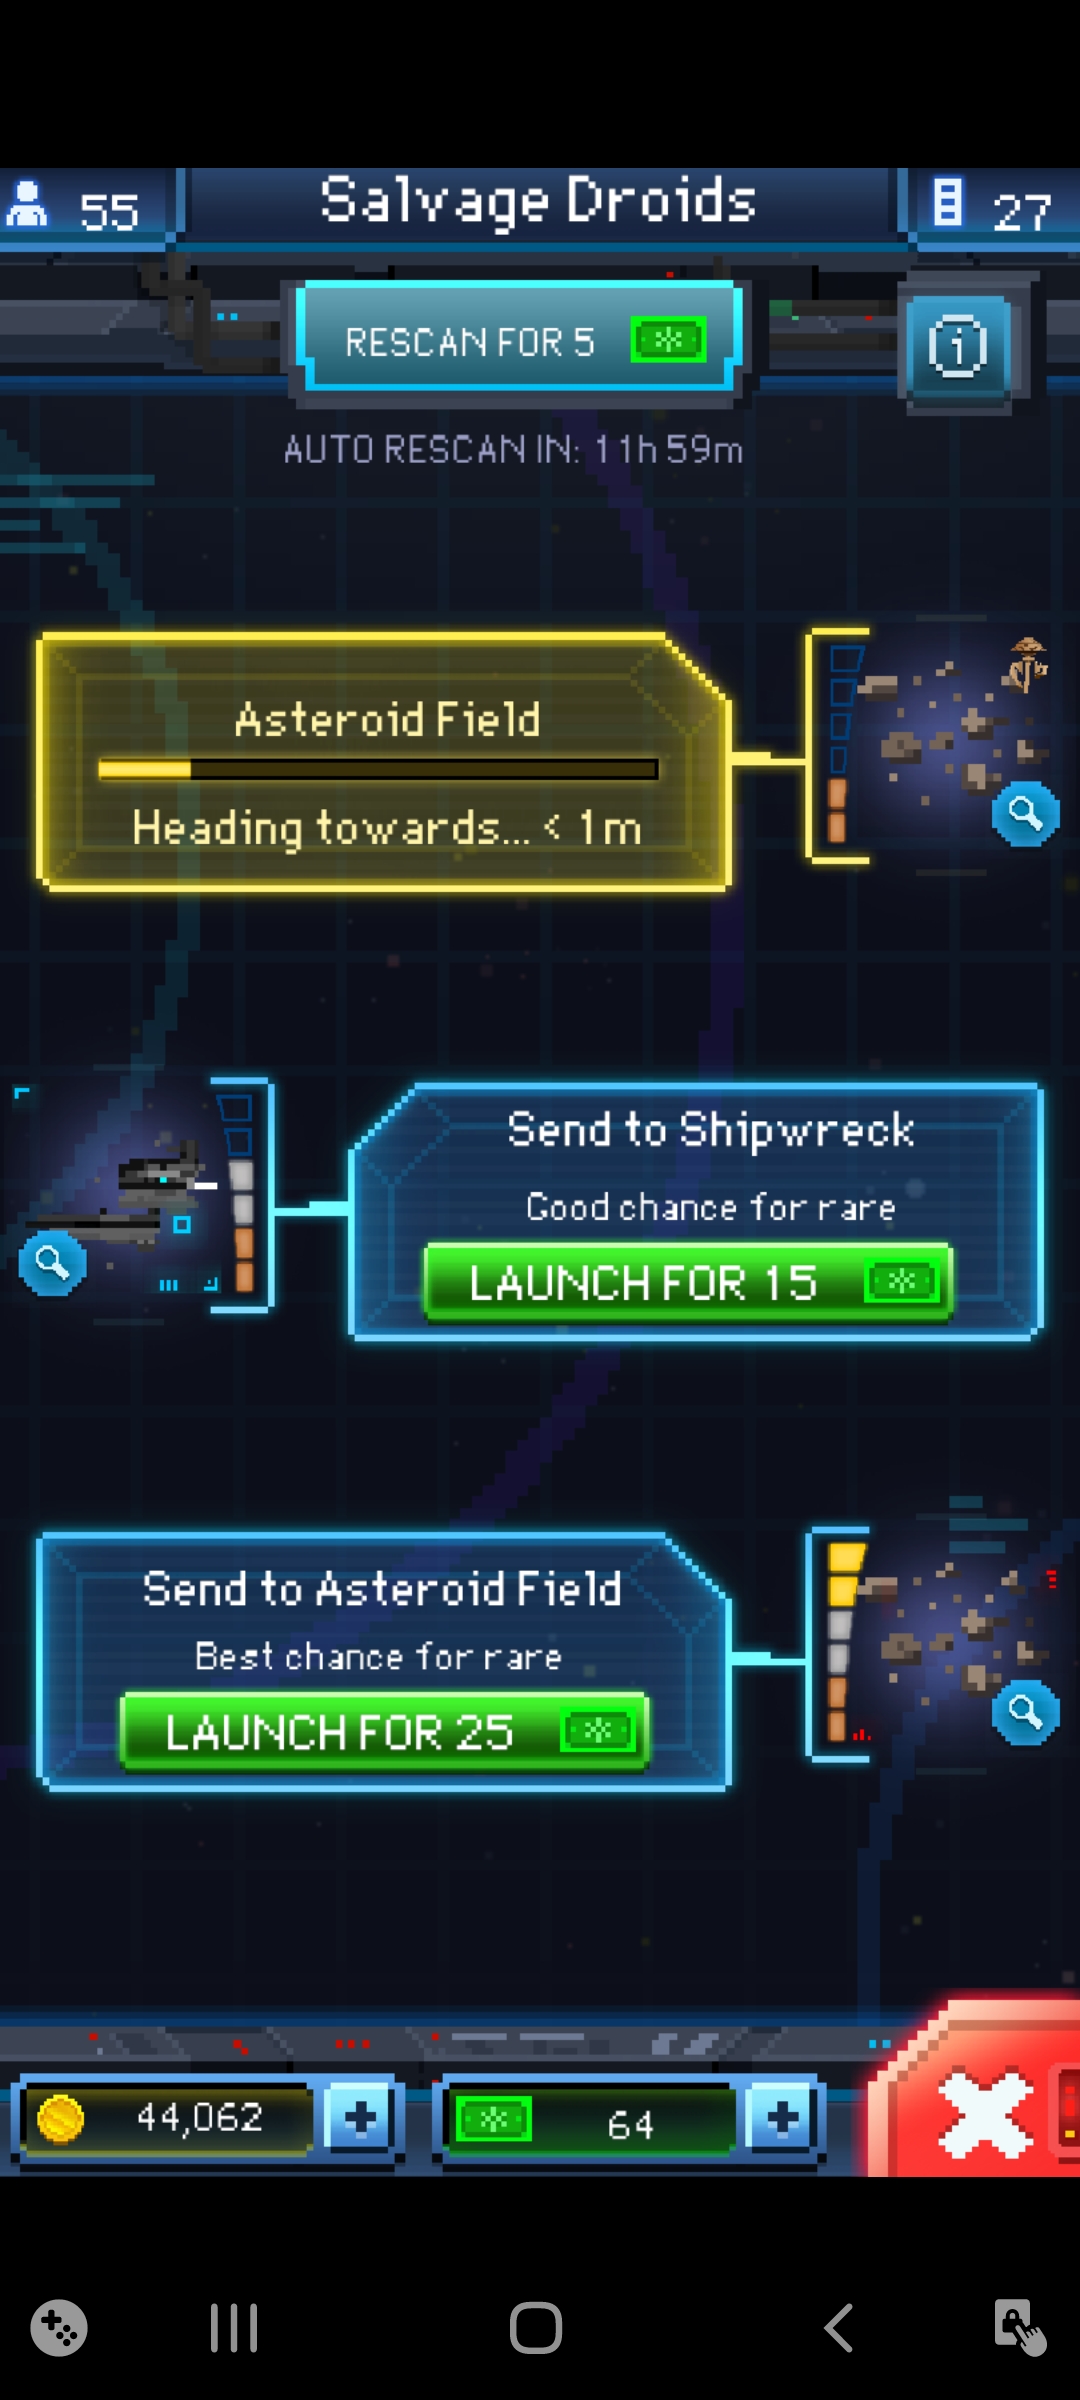 55
Salvage Droids
27
RESCAN FOR 5
AUTO RESCAN IN: 11h 59m
Asteroid Field
Heading towards... < 1m
Send to Shipwreck
Good chance for rare
LAUNCH FOR 15
Send to Asteroid Field
Best chance for rare
LAUNCH FOR 25
44,062
64